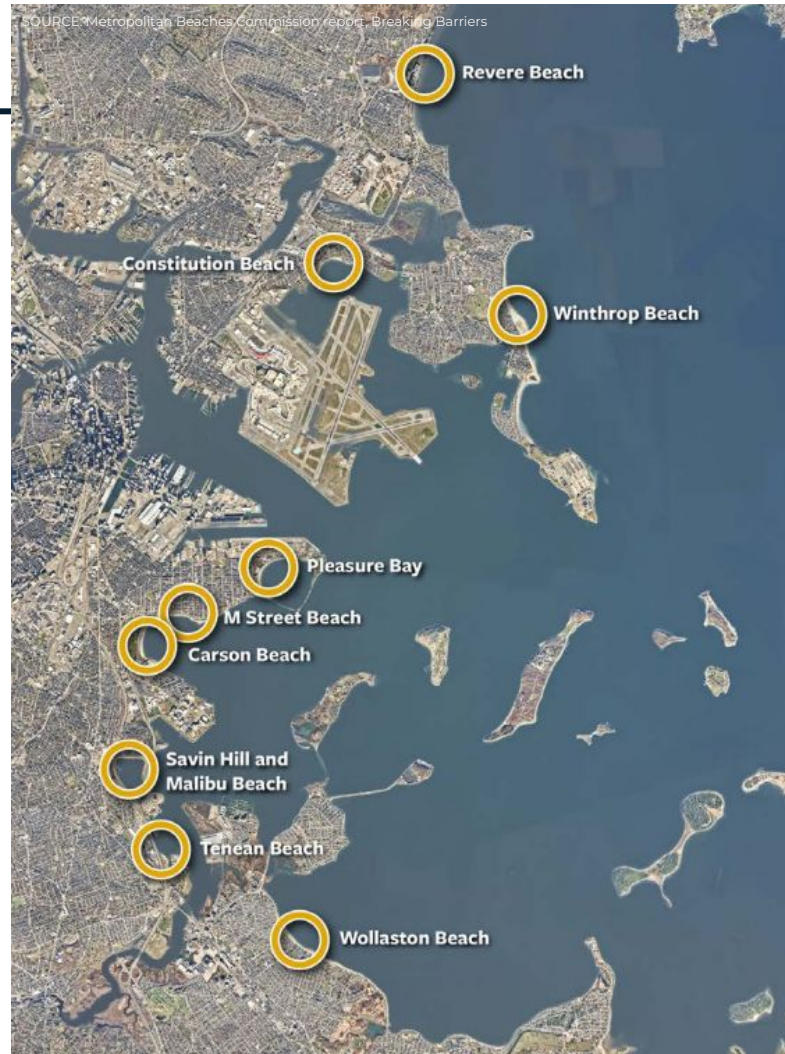 SOURCE: Metropolitan Beaches Commission report, Breaking Barriers
Revere Beach
Constitution Beach
Winthrop Beach
Pleasure Bay
M Street Beach
Carson Beach
Savin Hill and
Malibu Beach
Tenean Beach
Wollaston Beach